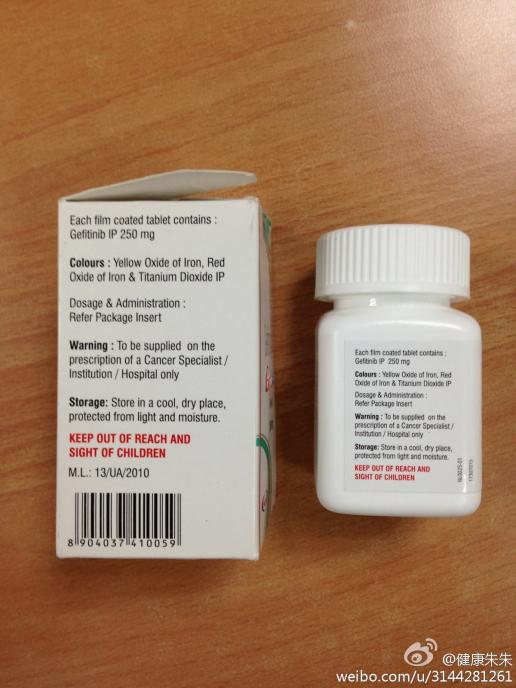 Each film coated tablet contains :
Gefitinib IP 250 mg
Colours : Yellow Oxide of Iron, Red
Oxide of Iron & Titanium Dioxide IP
Dosage & Administration :
Refer Package Insert
Warning : To be supplied on the
prescription of a Cancer Specialist /
Institution / Hospital only
Storage: Store in a cool, dry place,
protected from light and moisture.
KEEP OUT OF REACH AND
SIGHT OF CHILDREN
M.L.: 13/UA/2010
8 904037 410059
Each film coated tablet contains :
Gefitinib IP 250 mg
Colours : Yellow Oxide of Iron, Red
Oxide of Iron & Titanium Dioxide IP
Dosage & Administration :
Refer Package Insert
Warning : To be supplied on the
prescription of a Cancer Specialist /
Institution / Hospital only
Storage: Store in a cool, dry place,
protected from light and moisture.
KEEP OUT OF REACH AND
SIGHT OF CHILDREN
@健康朱朱
weibo.com/u/3144281261